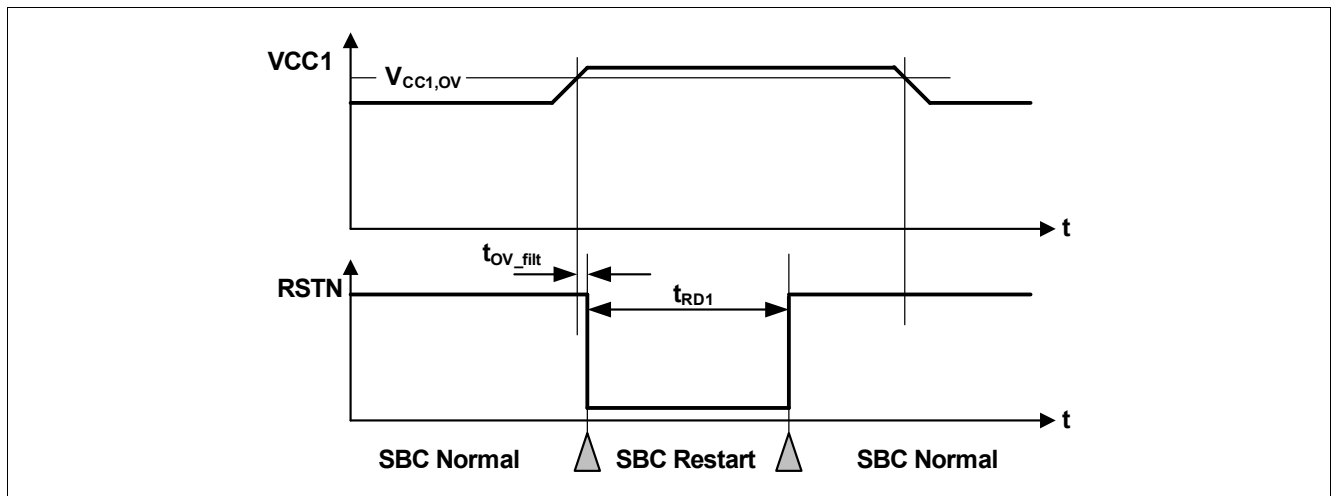 VCC1
VCC1,OV
t
tOV_filt
RSTN
tRD1
t
SBC Normal
SBC Restart
SBC Normal